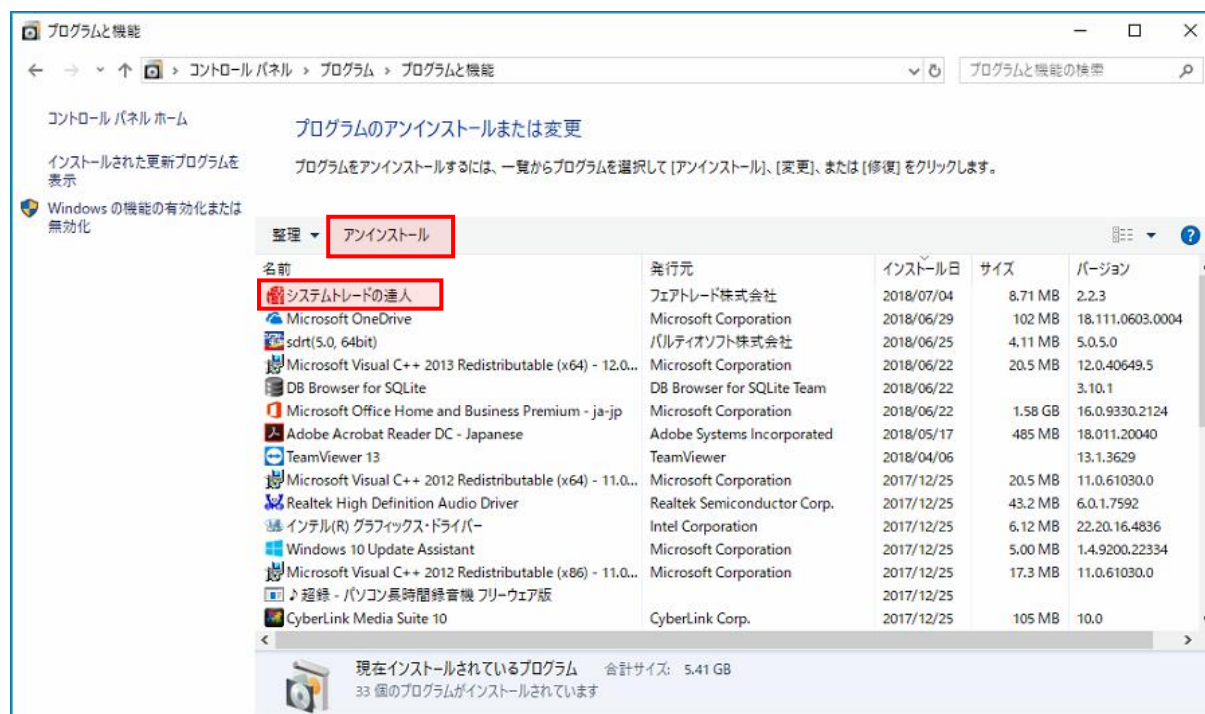 プログラムと機能
コントロール パネル › プログラム › プログラムと機能
プログラムと機能の検索
コントロール パネル ホーム
インストールされた更新プログラムを
表示
Windows の機能の有効化または
無効化
プログラムのアンインストールまたは変更
プログラムをアンインストールするには、一覧からプログラムを選択して [アンインストール]、[変更]、または [修復] をクリックします。
整理 アンインストール
名前 発行元 インストール日 サイズ バージョン
システムトレードの達人 フェアトレード株式会社 2018/07/04 8.71 MB 2.2.3
Microsoft OneDrive Microsoft Corporation 2018/06/29 102 MB 18.111.0603.0004
sdrt(5.0, 64bit) パルティオソフト株式会社 2018/06/25 4.11 MB 5.0.5.0
Microsoft Visual C++ 2013 Redistributable (x64) - 12.0... Microsoft Corporation 2018/06/22 20.5 MB 12.0.40649.5
DB Browser for SQLite DB Browser for SQLite Team 2018/06/22 3.10.1
Microsoft Office Home and Business Premium - ja-jp Microsoft Corporation 2018/06/22 1.58 GB 16.0.9330.2124
Adobe Acrobat Reader DC - Japanese Adobe Systems Incorporated 2018/05/17 485 MB 18.011.20040
TeamViewer 13 TeamViewer 2018/04/06 13.1.3629
Microsoft Visual C++ 2012 Redistributable (x64) - 11.0... Microsoft Corporation 2017/12/25 20.5 MB 11.0.61030.0
Realtek High Definition Audio Driver Realtek Semiconductor Corp. 2017/12/25 43.2 MB 6.0.1.7592
インテル(R) グラフィックス・ドライバー Intel Corporation 2017/12/25 6.12 MB 22.20.16.4836
Windows 10 Update Assistant Microsoft Corporation 2017/12/25 5.00 MB 1.4.9200.22334
Microsoft Visual C++ 2012 Redistributable (x86) - 11.0... Microsoft Corporation 2017/12/25 17.3 MB 11.0.61030.0
♪超録 - パソコン長時間録音機 フリーウェア版 2017/12/25
CyberLink Media Suite 10 CyberLink Corp. 2017/12/25 105 MB 10.0
現在インストールされているプログラム 合計サイズ: 5.41 GB
33 個のプログラムがインストールされています